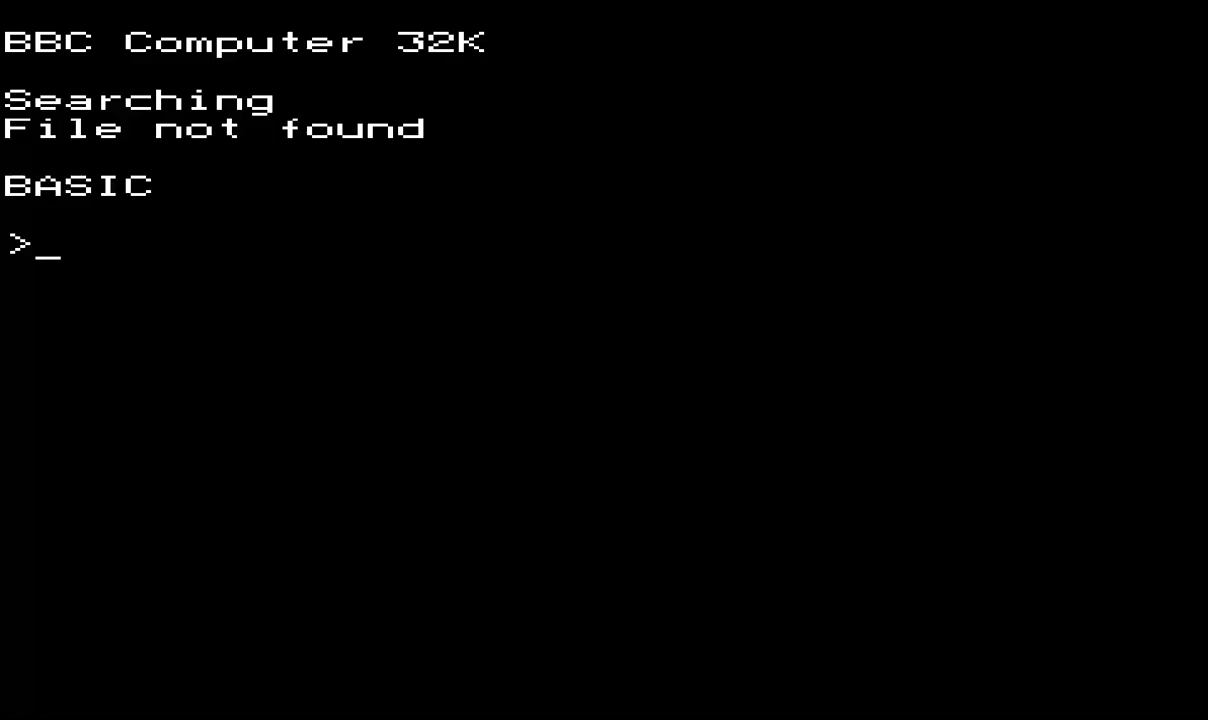 BBC Computer 32K
Searching
File not found
BASIC
>_